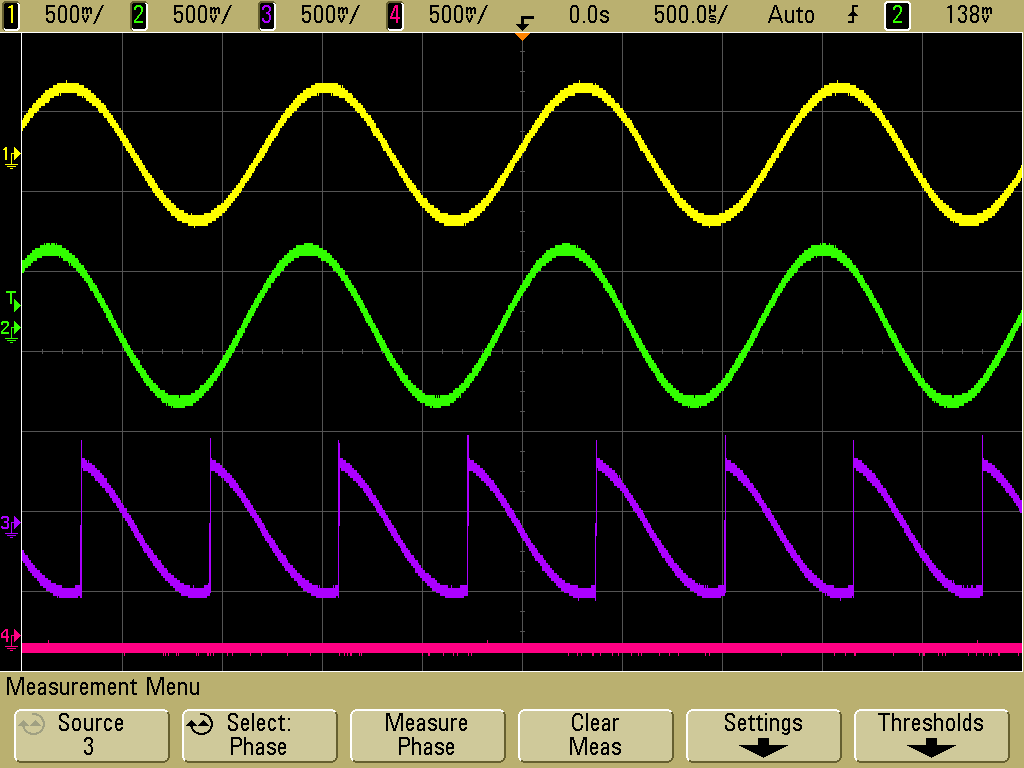 1 500mV/ 2 500mV/ 3 500mV/ 4 500mV/ 0.0s 500.0µs/ Auto 2 138mV
1
T
2
3
4
Measurement Menu
Source
3
Select:
Phase
Measure
Phase
Clear
Meas
Settings
Thresholds